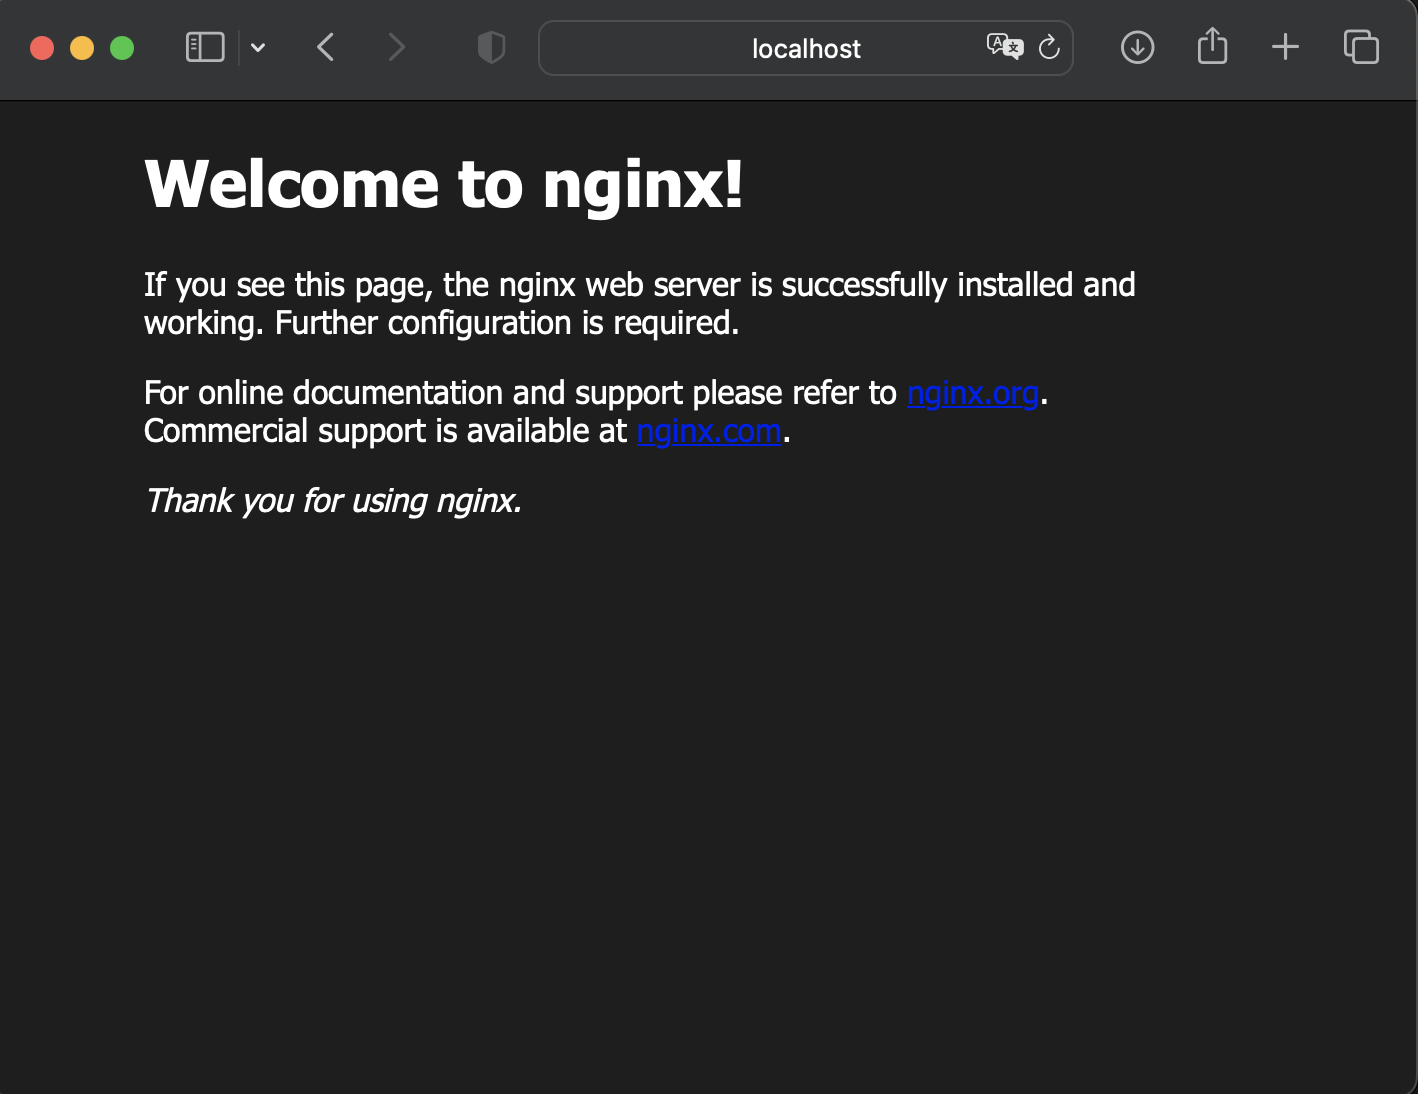 localhost
Welcome to nginx!
If you see this page, the nginx web server is successfully installed and
working. Further configuration is required.
For online documentation and support please refer to nginx.org.
Commercial support is available at nginx.com.
Thank you for using nginx.